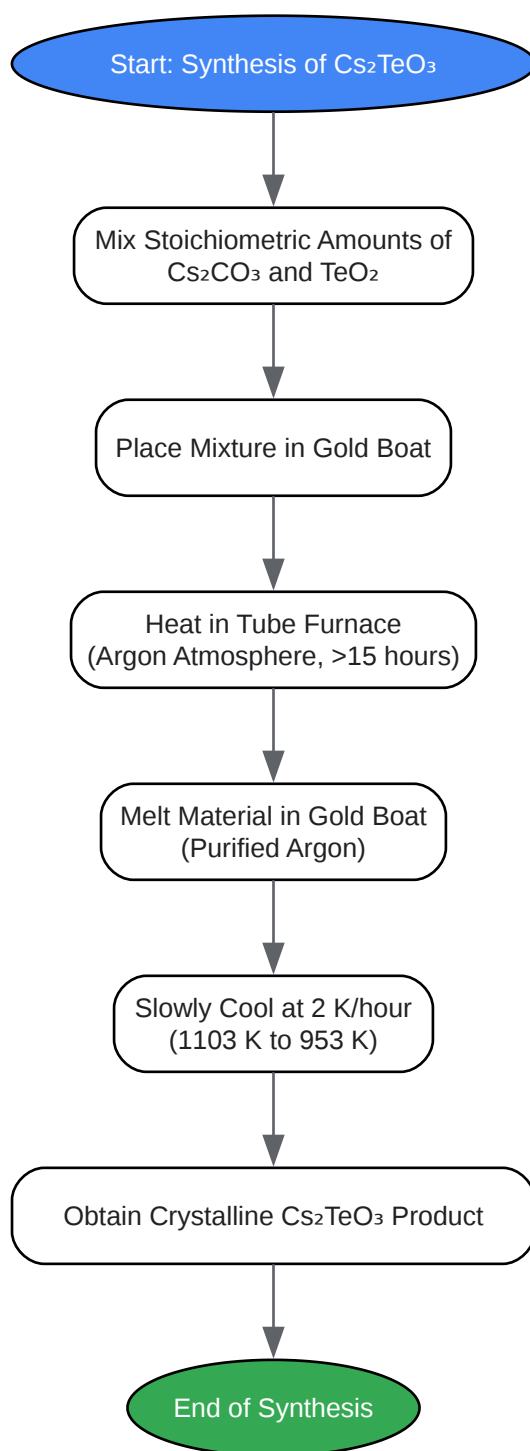 Start: Synthesis of Cs₂TeO₃
Mix Stoichiometric Amounts of
Cs₂CO₃ and TeO₂
Place Mixture in Gold Boat
Heat in Tube Furnace
(Argon Atmosphere, >15 hours)
Melt Material in Gold Boat
(Purified Argon)
Slowly Cool at 2 K/hour
(1103 K to 953 K)
Obtain Crystalline Cs₂TeO₃ Product
End of Synthesis